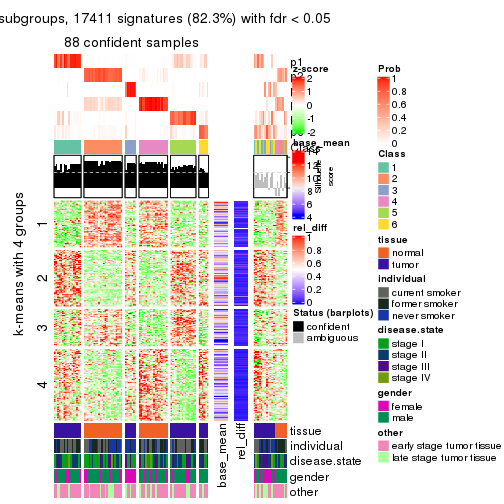 subgroups, 17411 signatures (82.3%) with fdr < 0.05
88 confident samples
p1
z-score
2
1
0
-1
-2
Prob
1
0.8
0.6
0.4
0.2
0
base_mean
6
4
silhouette
score
Class
1
2
3
4
5
6
k-means with 4 groups
1
2
3
4
rel_diff
1
0.8
0.6
0.4
0.2
0
tissue
normal
tumor
individual
current smoker
former smoker
never smoker
disease.state
stage I
stage II
stage III
stage IV
gender
female
male
other
early stage tumor tissue
late stage tumor tissue
Status (barplots)
confident
ambiguous
base_mean
rel_diff
tissue
individual
disease.state
gender
other